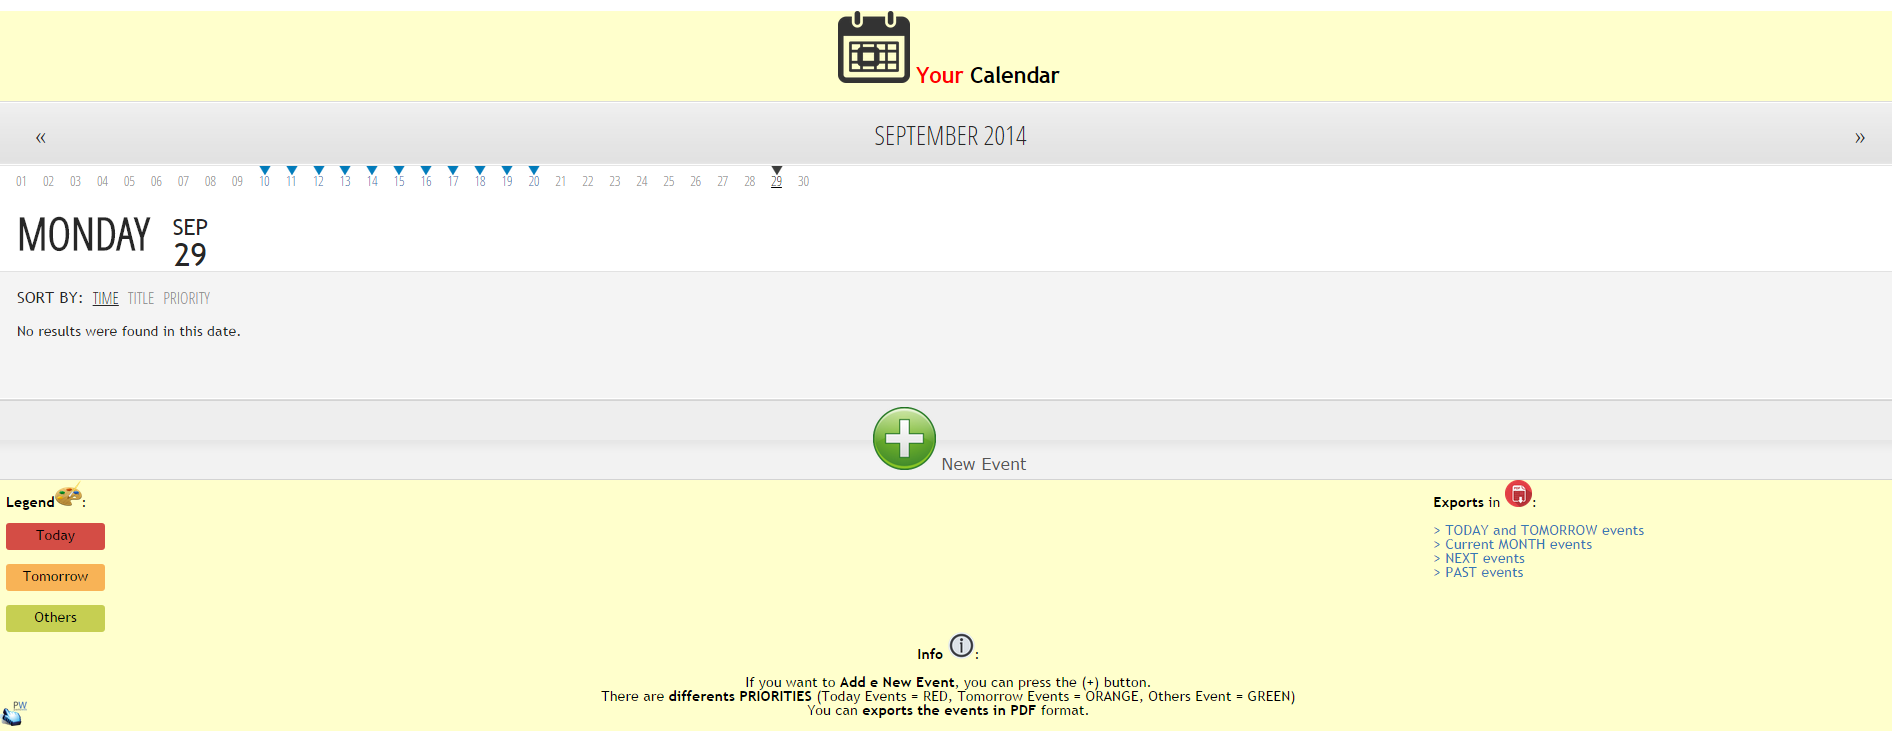 Your Calendar
« SEPTEMBER 2014 »
01 02 03 04 05 06 07 08 09 10 11 12 13 14 15 16 17 18 19 20 21 22 23 24 25 26 27 28 29 30
MONDAY SEP 29
SORT BY: TIME TITLE PRIORITY
No results were found in this date.
New Event
Legend :
Today
Tomorrow
Others
Exports in :
> TODAY and TOMORROW events
> Current MONTH events
> NEXT events
> PAST events
Info :
If you want to Add e New Event, you can press the (+) button.
There are differents PRIORITIES (Today Events = RED, Tomorrow Events = ORANGE, Others Event = GREEN)
You can exports the events in PDF format.
PW